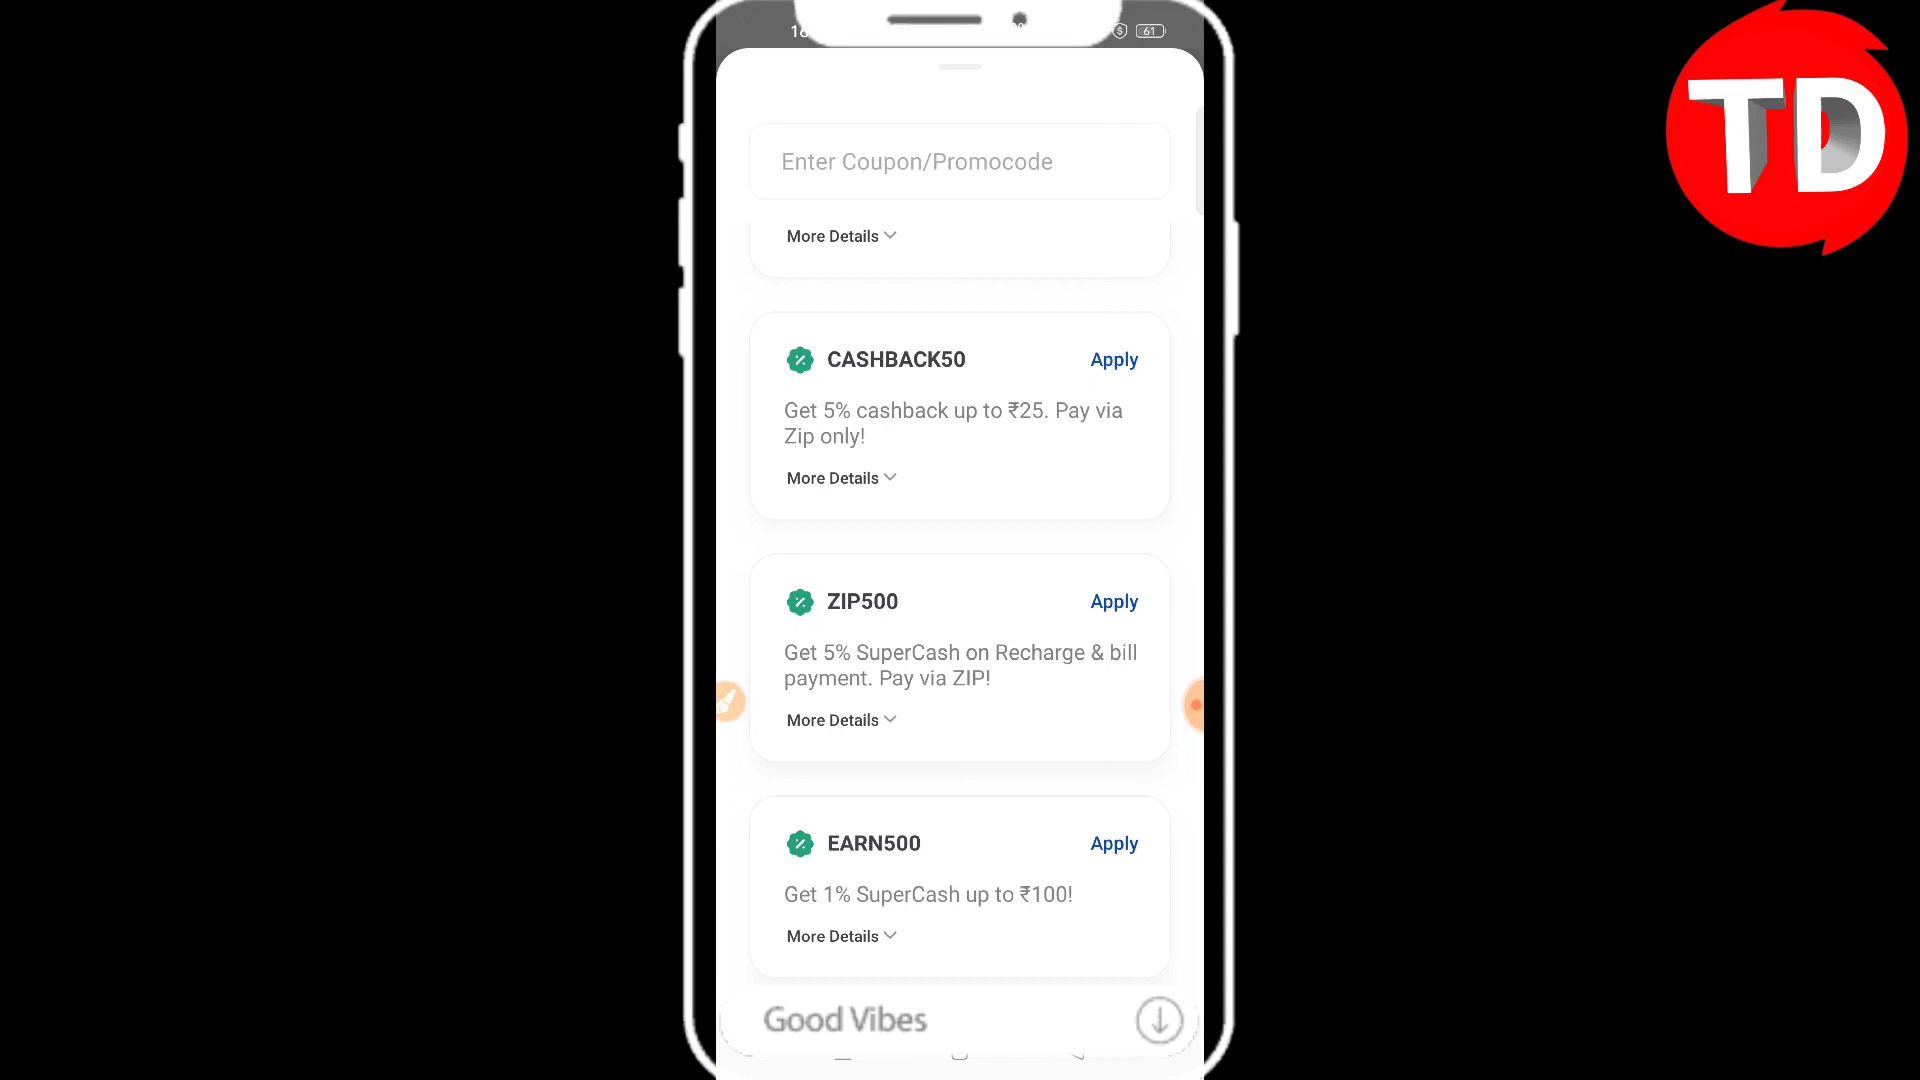 TD
61
Enter Coupon/Promocode
More Details
CASHBACK50
Apply
Get 5% cashback up to ₹25. Pay via
Zip only!
More Details
ZIP500
Apply
Get 5% SuperCash on Recharge & bill
payment. Pay via ZIP!
More Details
EARN500
Apply
Get 1% SuperCash up to ₹100!
More Details
Good Vibes